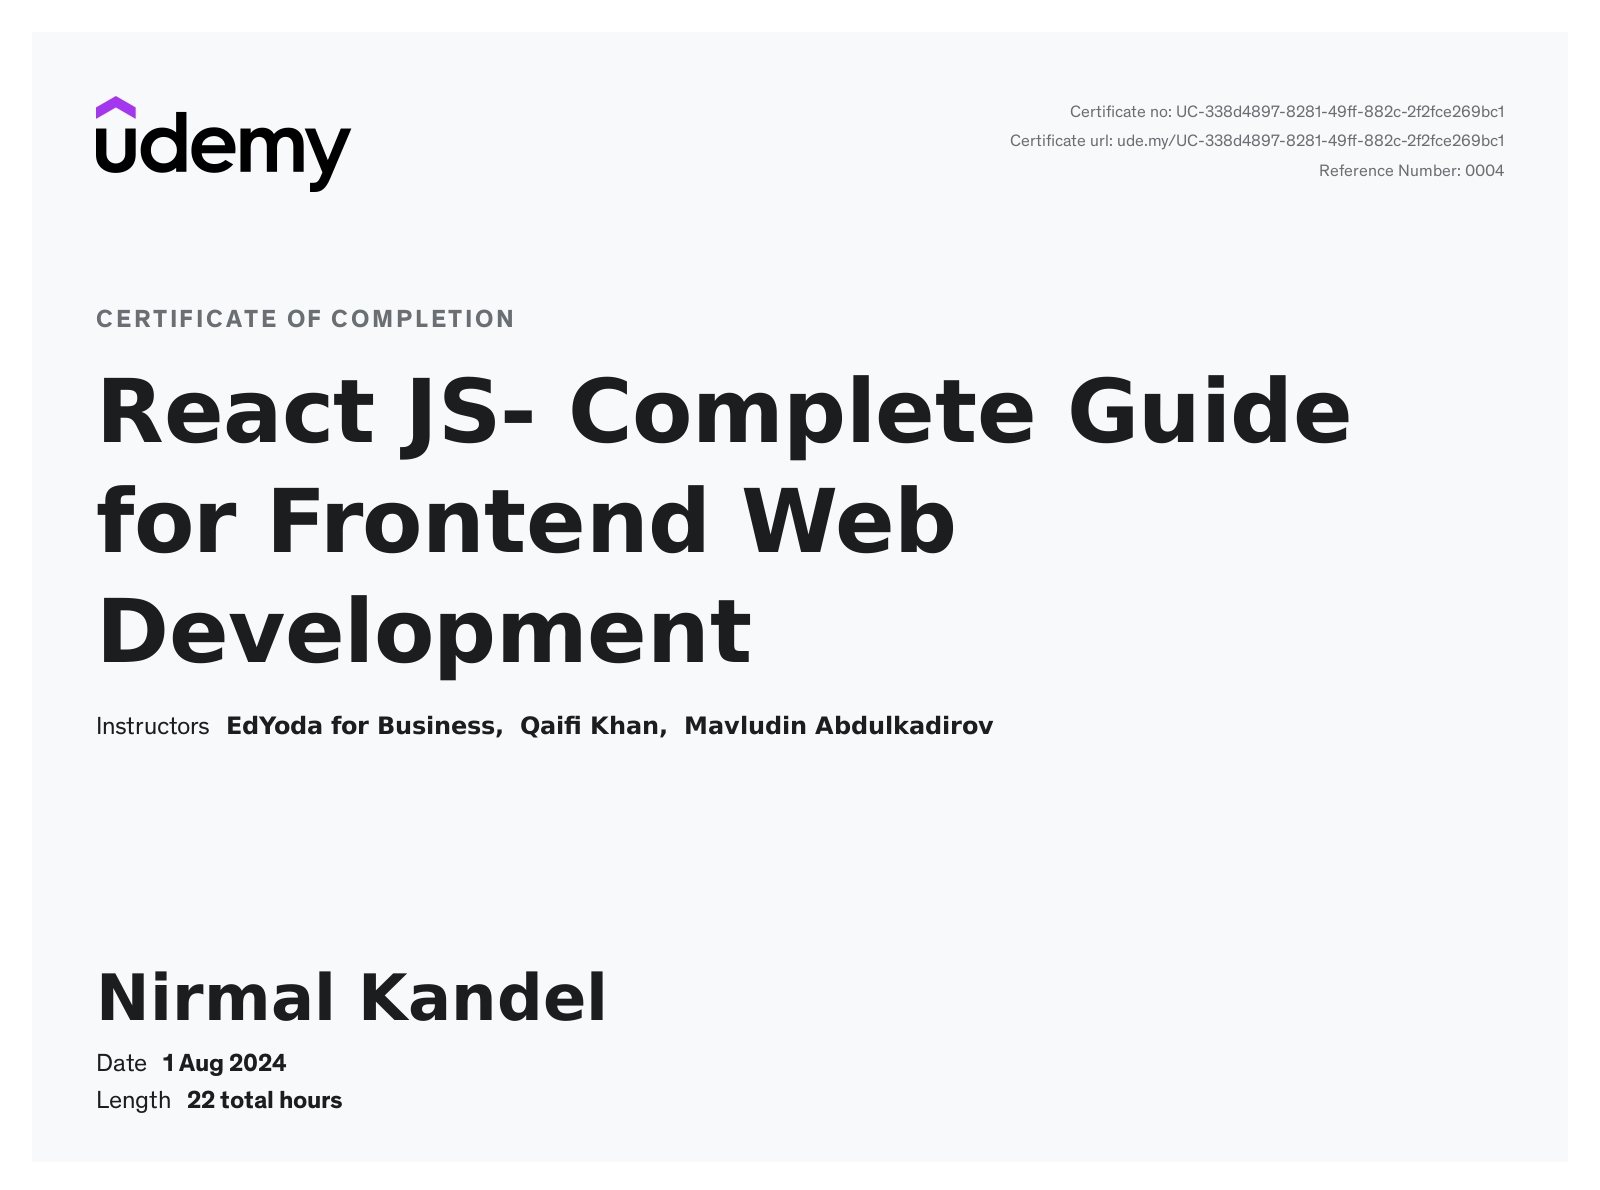 udemy
Certificate no: UC-338d4897-8281-49ff-882c-2f2fce269bc1
Certificate url: ude.my/UC-338d4897-8281-49ff-882c-2f2fce269bc1
Reference Number: 0004
CERTIFICATE OF COMPLETION
React JS- Complete Guide
for Frontend Web
Development
Instructors EdYoda for Business, Qaifi Khan, Mavludin Abdulkadirov
Nirmal Kandel
Date 1 Aug 2024
Length 22 total hours